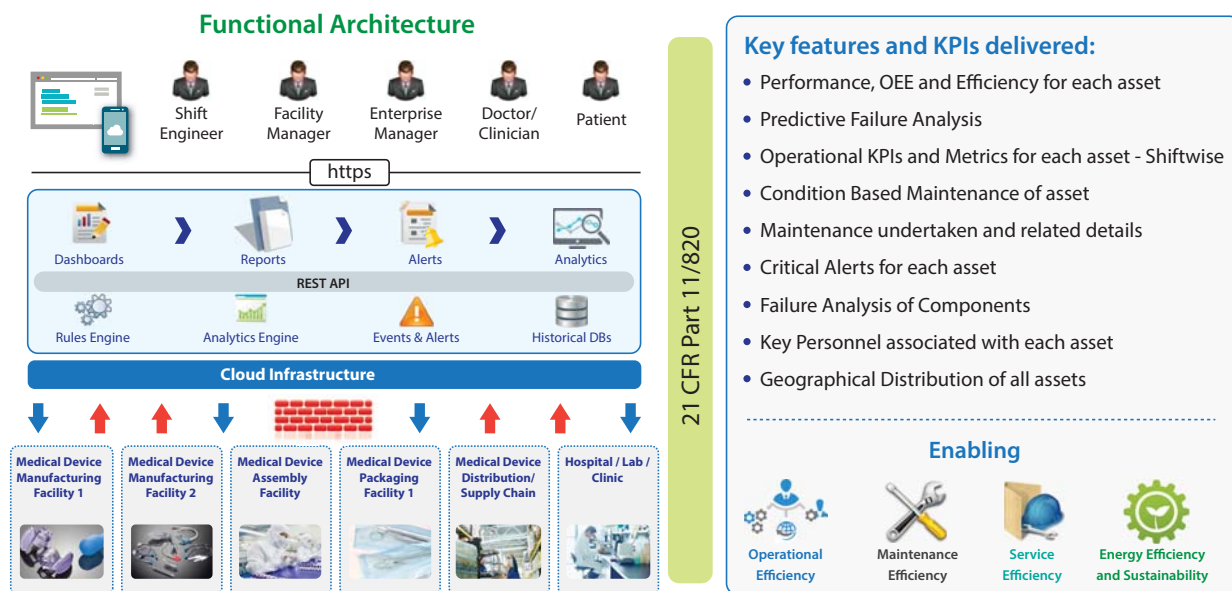 Functional Architecture
Shift
Engineer
Facility
Manager
Enterprise
Manager
Doctor/
Clinician
Patient
https
Dashboards
Reports
Alerts
Analytics
REST API
Rules Engine
Analytics Engine
Events & Alerts
Historical DBs
Cloud Infrastructure
Medical Device
Manufacturing
Facility 1
Medical Device
Manufacturing
Facility 2
Medical Device
Assembly
Facility
Medical Device
Packaging
Facility 1
Medical Device
Distribution/
Supply Chain
Hospital / Lab /
Clinic
21 CFR Part 11/820
Key features and KPIs delivered:
• Performance, OEE and Efficiency for each asset
• Predictive Failure Analysis
• Operational KPIs and Metrics for each asset - Shiftwise
• Condition Based Maintenance of asset
• Maintenance undertaken and related details
• Critical Alerts for each asset
• Failure Analysis of Components
• Key Personnel associated with each asset
• Geographical Distribution of all assets
Enabling
Operational
Efficiency
Maintenance
Efficiency
Service
Efficiency
Energy Efficiency
and Sustainability